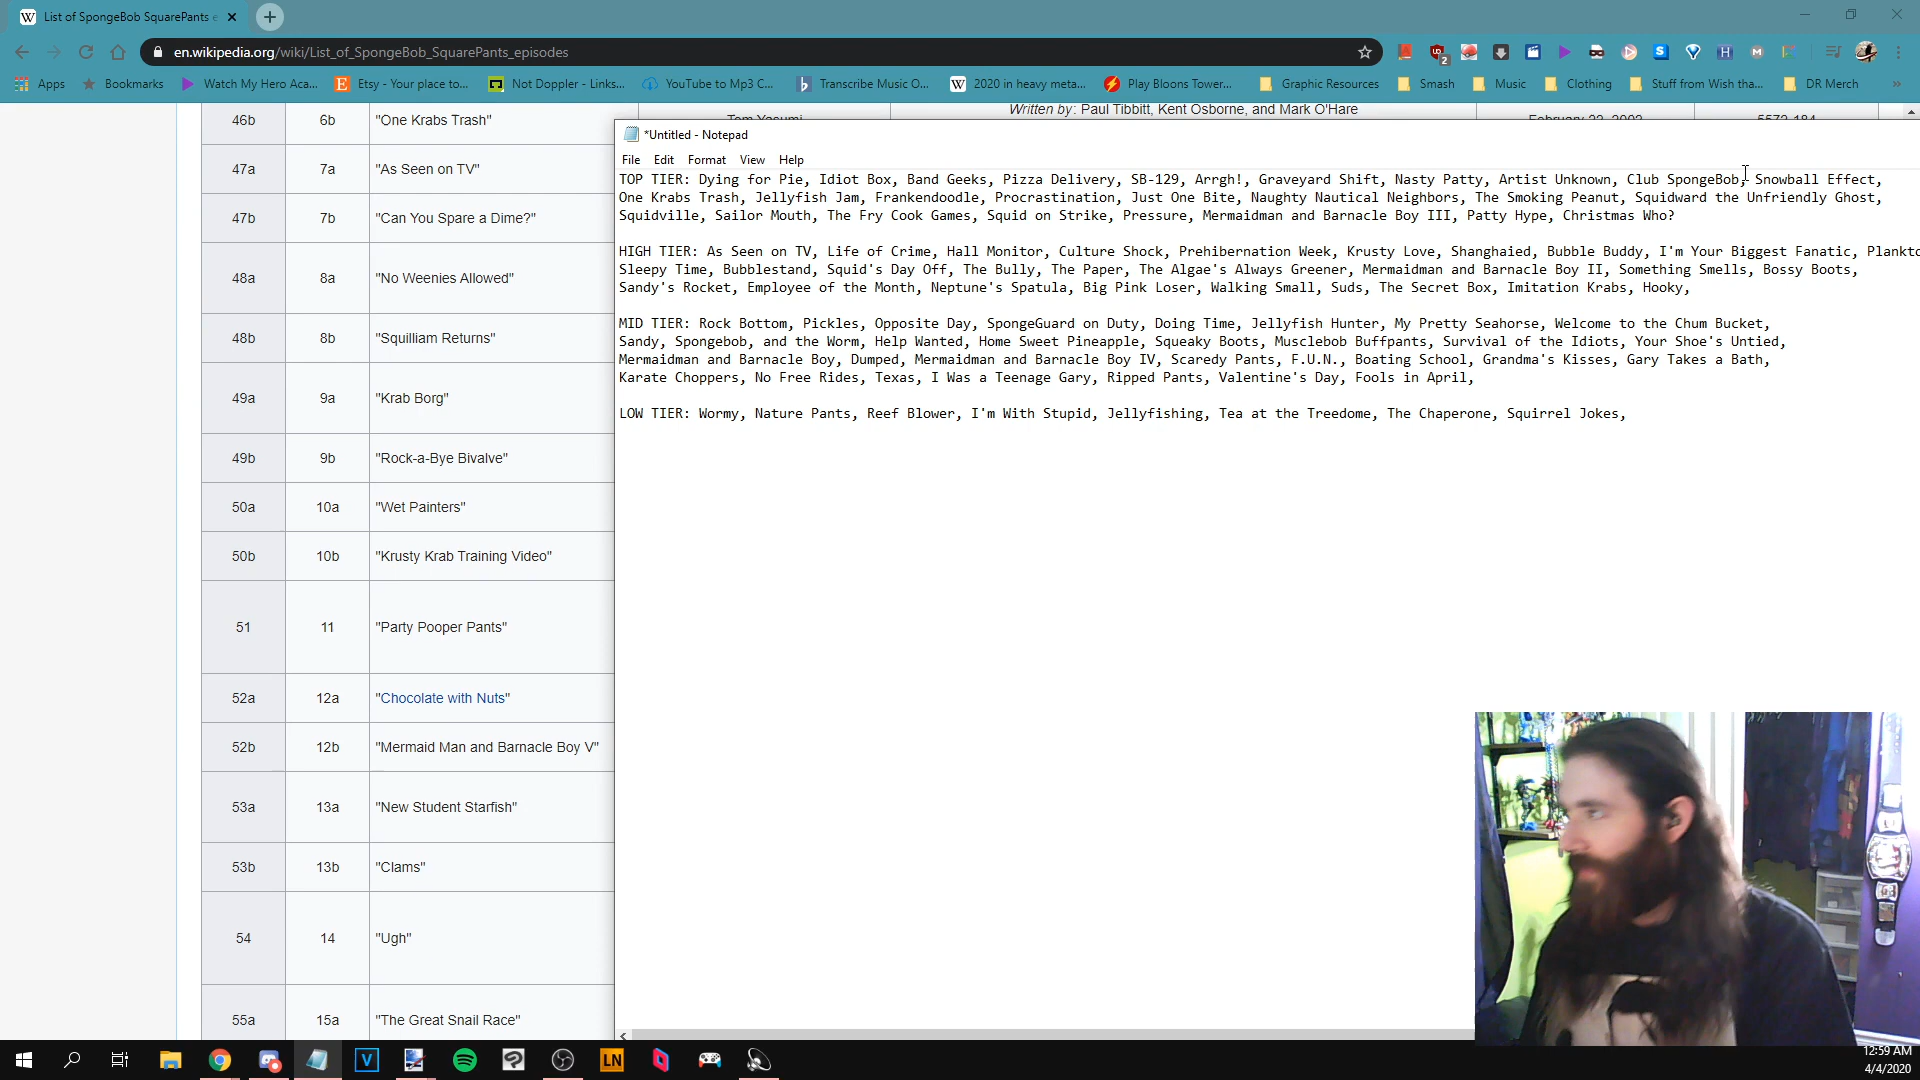 List of SpongeBob SquarePants e
en.wikipedia.org/wiki/List_of_SpongeBob_SquarePants_episodes
2
Apps Bookmarks Watch My Hero Aca... Etsy - Your place to... Not Doppler - Links... YouTube to Mp3 C... Transcribe Music O... 2020 in heavy meta... Play Bloons Tower... Graphic Resources Smash Music Clothing Stuff from Wish tha... DR Merch »
Written by: Paul Tibbitt, Kent Osborne, and Mark O'Hare
46b 6b "One Krabs Trash" Tom Yasumi February 22, 2002 5572-184
47a 7a "As Seen on TV"
47b 7b "Can You Spare a Dime?"
48a 8a "No Weenies Allowed"
48b 8b "Squilliam Returns"
49a 9a "Krab Borg"
49b 9b "Rock-a-Bye Bivalve"
50a 10a "Wet Painters"
50b 10b "Krusty Krab Training Video"
51 11 "Party Pooper Pants"
52a 12a "Chocolate with Nuts"
52b 12b "Mermaid Man and Barnacle Boy V"
53a 13a "New Student Starfish"
53b 13b "Clams"
54 14 "Ugh"
55a 15a "The Great Snail Race"
*Untitled - Notepad
File Edit Format View Help
TOP TIER: Dying for Pie, Idiot Box, Band Geeks, Pizza Delivery, SB-129, Arrgh!, Graveyard Shift, Nasty Patty, Artist Unknown, Club SpongeBob, Snowball Effect,
One Krabs Trash, Jellyfish Jam, Frankendoodle, Procrastination, Just One Bite, Naughty Nautical Neighbors, The Smoking Peanut, Squidward the Unfriendly Ghost,
Squidville, Sailor Mouth, The Fry Cook Games, Squid on Strike, Pressure, Mermaidman and Barnacle Boy III, Patty Hype, Christmas Who?
HIGH TIER: As Seen on TV, Life of Crime, Hall Monitor, Culture Shock, Prehibernation Week, Krusty Love, Shanghaied, Bubble Buddy, I'm Your Biggest Fanatic, Plankto
Sleepy Time, Bubblestand, Squid's Day Off, The Bully, The Paper, The Algae's Always Greener, Mermaidman and Barnacle Boy II, Something Smells, Bossy Boots,
Sandy's Rocket, Employee of the Month, Neptune's Spatula, Big Pink Loser, Walking Small, Suds, The Secret Box, Imitation Krabs, Hooky,
MID TIER: Rock Bottom, Pickles, Opposite Day, SpongeGuard on Duty, Doing Time, Jellyfish Hunter, My Pretty Seahorse, Welcome to the Chum Bucket,
Sandy, Spongebob, and the Worm, Help Wanted, Home Sweet Pineapple, Squeaky Boots, Musclebob Buffpants, Survival of the Idiots, Your Shoe's Untied,
Mermaidman and Barnacle Boy, Dumped, Mermaidman and Barnacle Boy IV, Scaredy Pants, F.U.N., Boating School, Grandma's Kisses, Gary Takes a Bath,
Karate Choppers, No Free Rides, Texas, I Was a Teenage Gary, Ripped Pants, Valentine's Day, Fools in April,
LOW TIER: Wormy, Nature Pants, Reef Blower, I'm With Stupid, Jellyfishing, Tea at the Treedome, The Chaperone, Squirrel Jokes,
LN
12:59 AM
4/4/2020